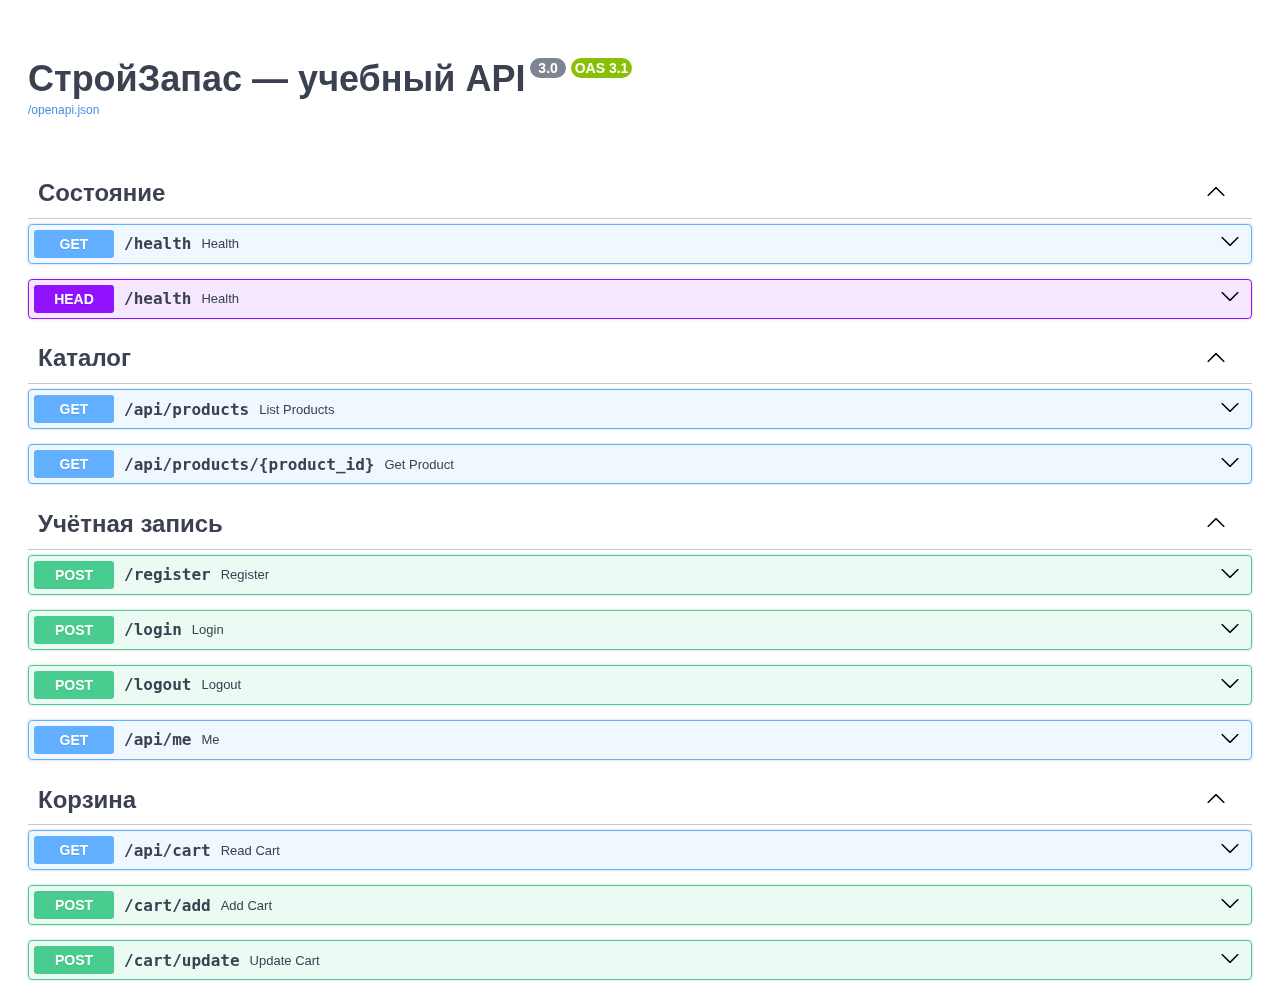 СтройЗапас — учебный API 3.0 OAS 3.1
/openapi.json
Состояние
GET /health Health
HEAD /health Health
Каталог
GET /api/products List Products
GET /api/products/{product_id} Get Product
Учётная запись
POST /register Register
POST /login Login
POST /logout Logout
GET /api/me Me
Корзина
GET /api/cart Read Cart
POST /cart/add Add Cart
POST /cart/update Update Cart